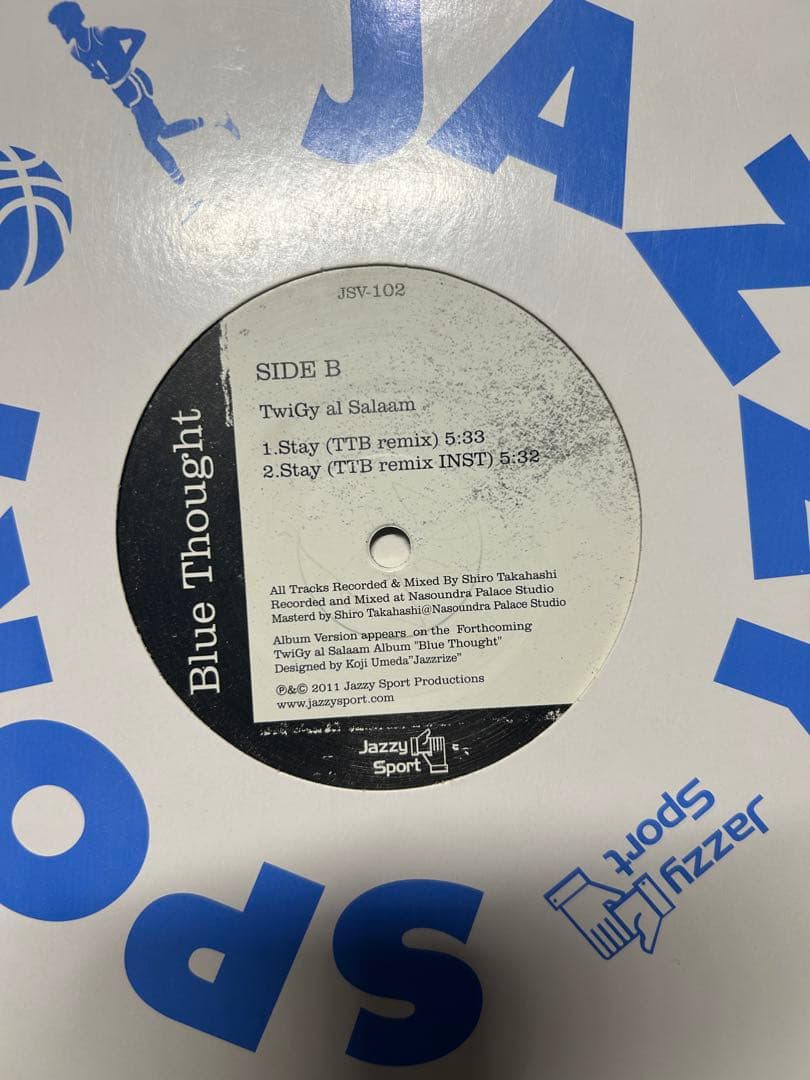 JAZZY
SPO
JSV-102
SIDE B
TwiGy al Salaam
1.Stay (TTB remix) 5:33
2.Stay (TTB remix INST) 5:32
Blue Thought
All Tracks Recorded & Mixed By Shiro Takahashi
Recorded and Mixed at Nasoundra Palace Studio
Masterd by Shiro Takahashi@Nasoundra Palace Studio
Album Version appears on the Forthcoming
TwiGy al Salaam Album "Blue Thought"
Designed by Koji Umeda"Jazzrize"
℗&© 2011 Jazzy Sport Productions
www.jazzysport.com
Jazzy
Sport
Jazzy
Sport